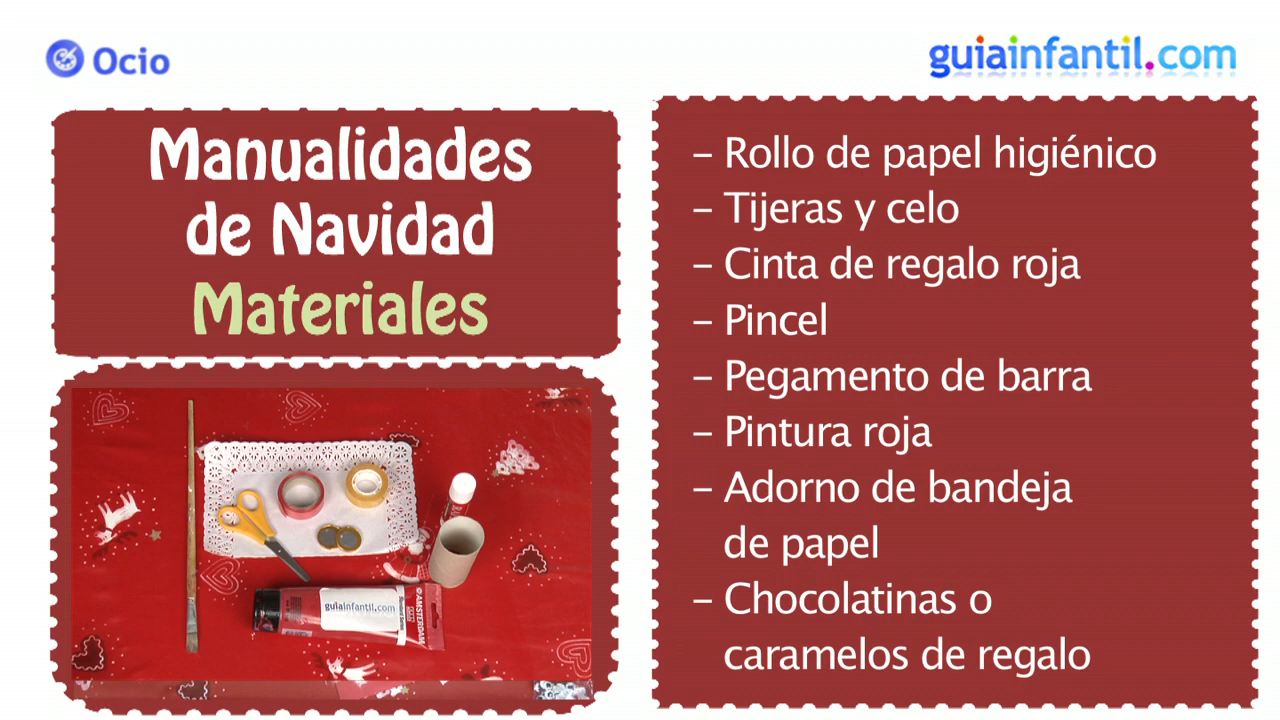 Ocio
guiainfantil.com
Manualidades
de Navidad
Materiales
– Rollo de papel higiénico
– Tijeras y celo
– Cinta de regalo roja
– Pincel
– Pegamento de barra
– Pintura roja
– Adorno de bandeja
de papel
– Chocolatinas o
caramelos de regalo
guiainfantil.com
AMSTERDAM